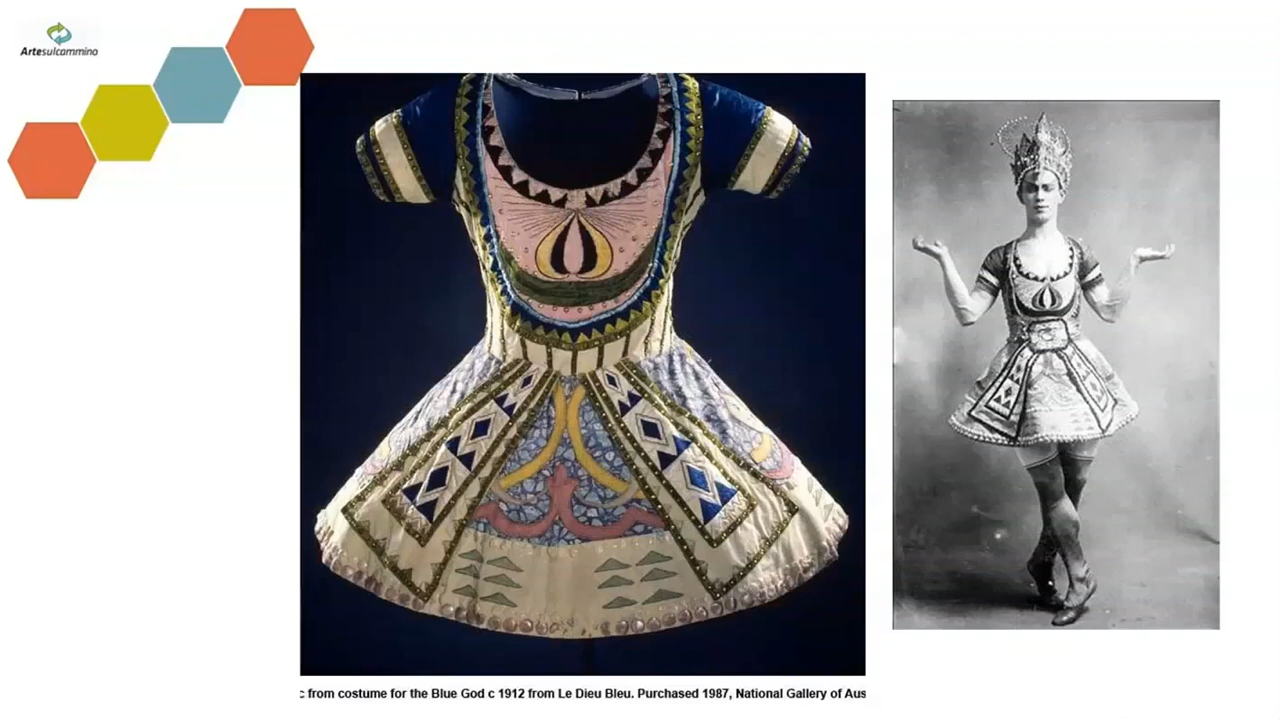 Artesulcammino
c from costume for the Blue God c 1912 from Le Dieu Bleu. Purchased 1987, National Gallery of Aus